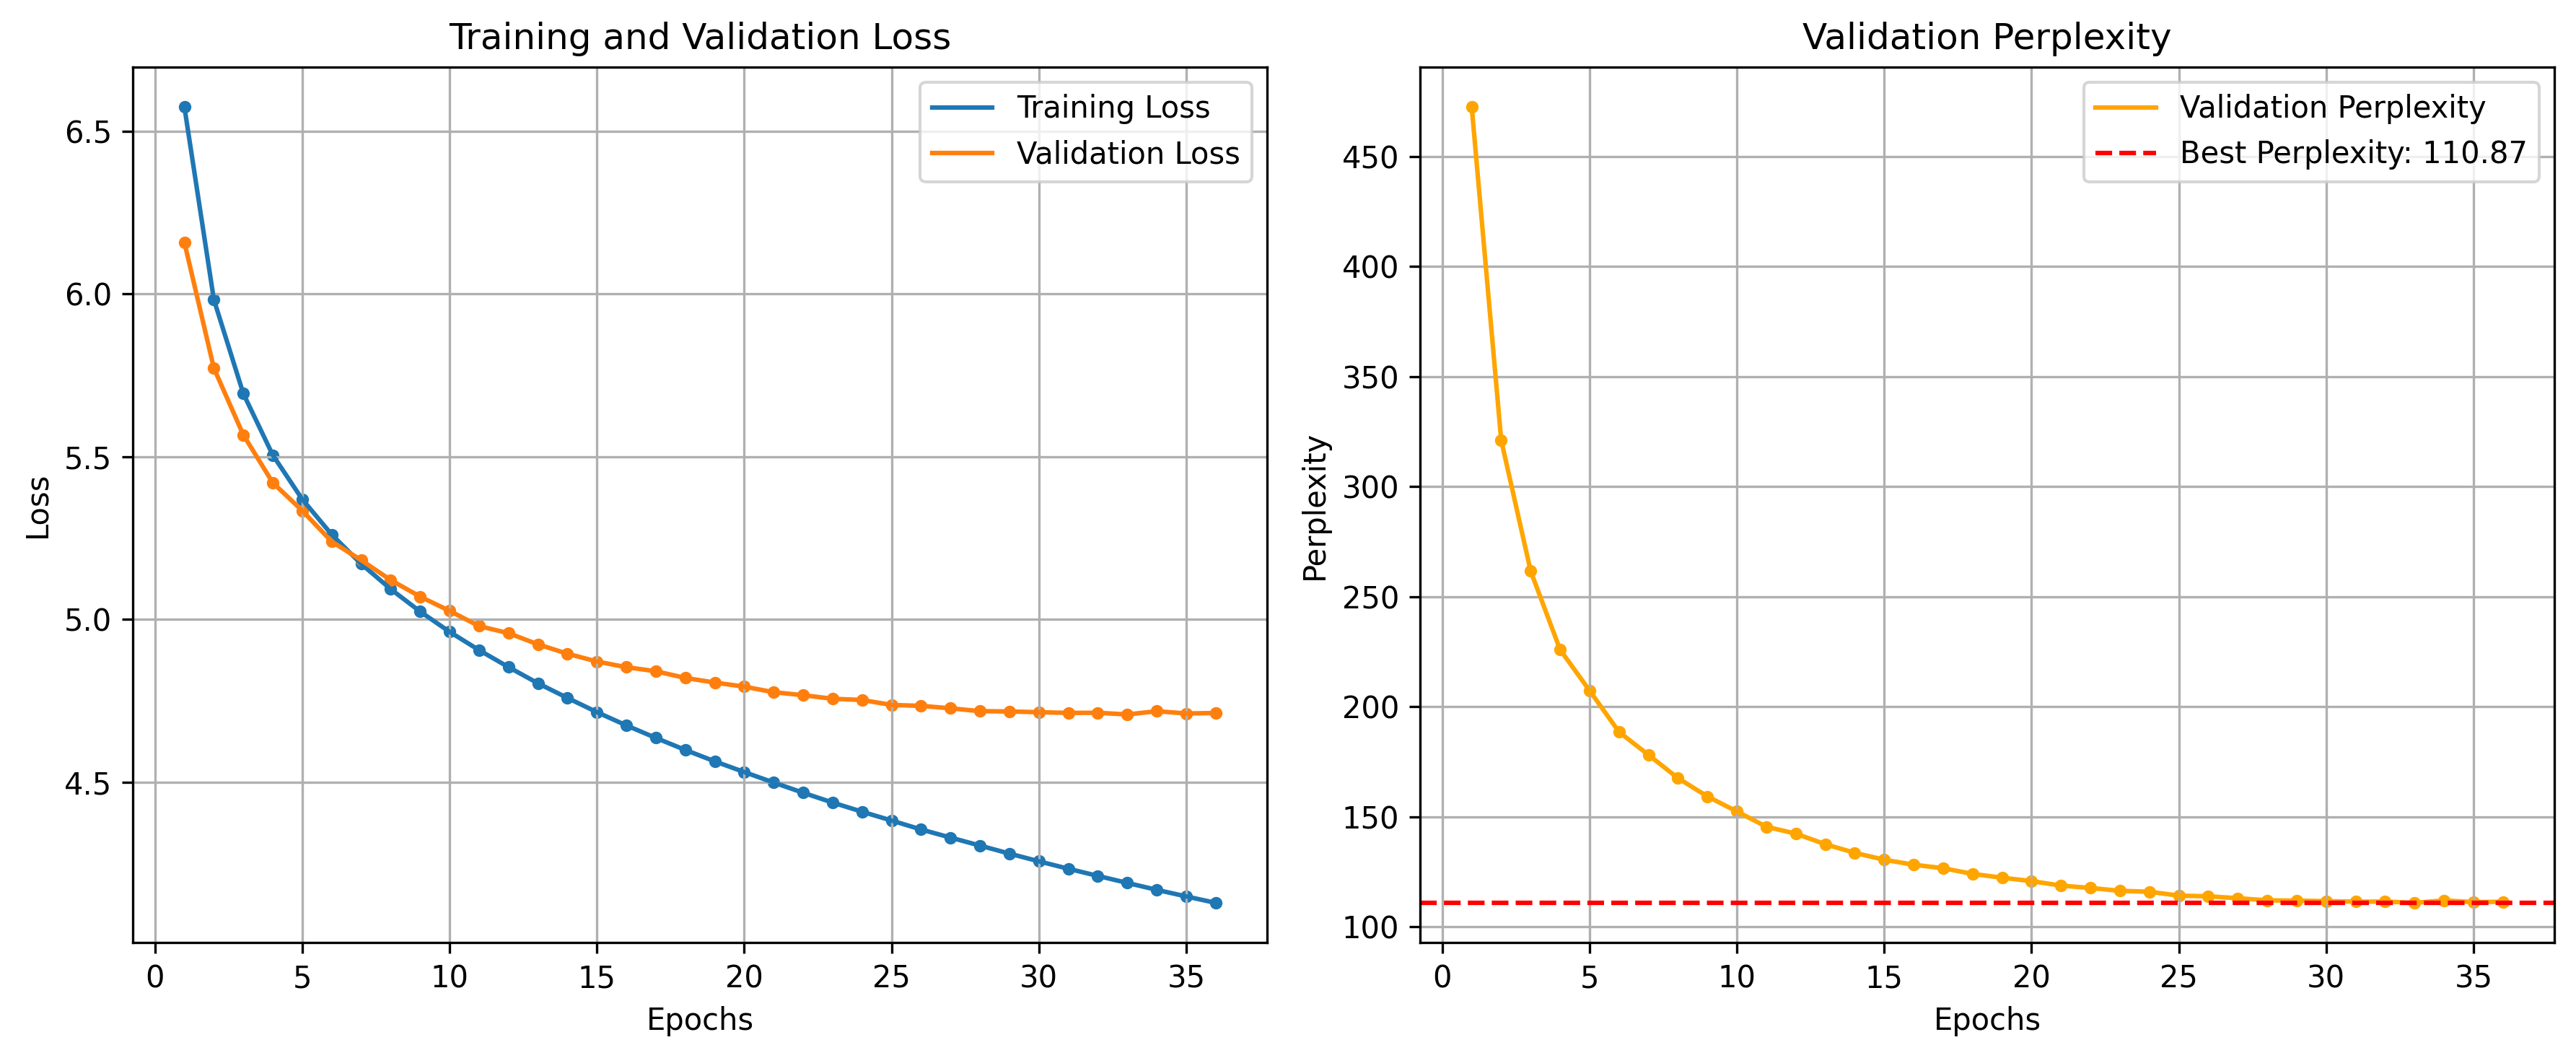 Training and Validation Loss
Training Loss
Validation Loss
6.5
6.0
5.5
5.0
4.5
Loss
0 5 10 15 20 25 30 35
Epochs
Validation Perplexity
Validation Perplexity
Best Perplexity: 110.87
450
400
350
300
250
200
150
100
Perplexity
0 5 10 15 20 25 30 35
Epochs